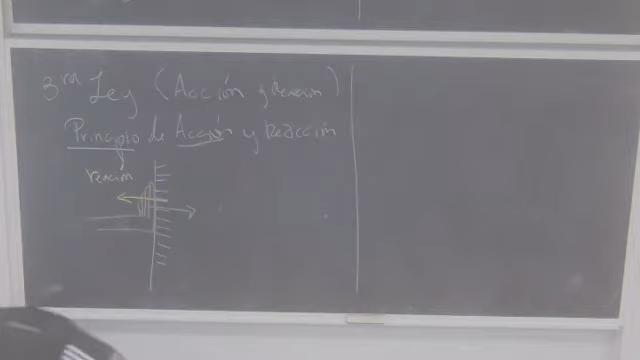 3ra Ley (Acción y Reacción)
Principio de Acción y Reacción
reacción